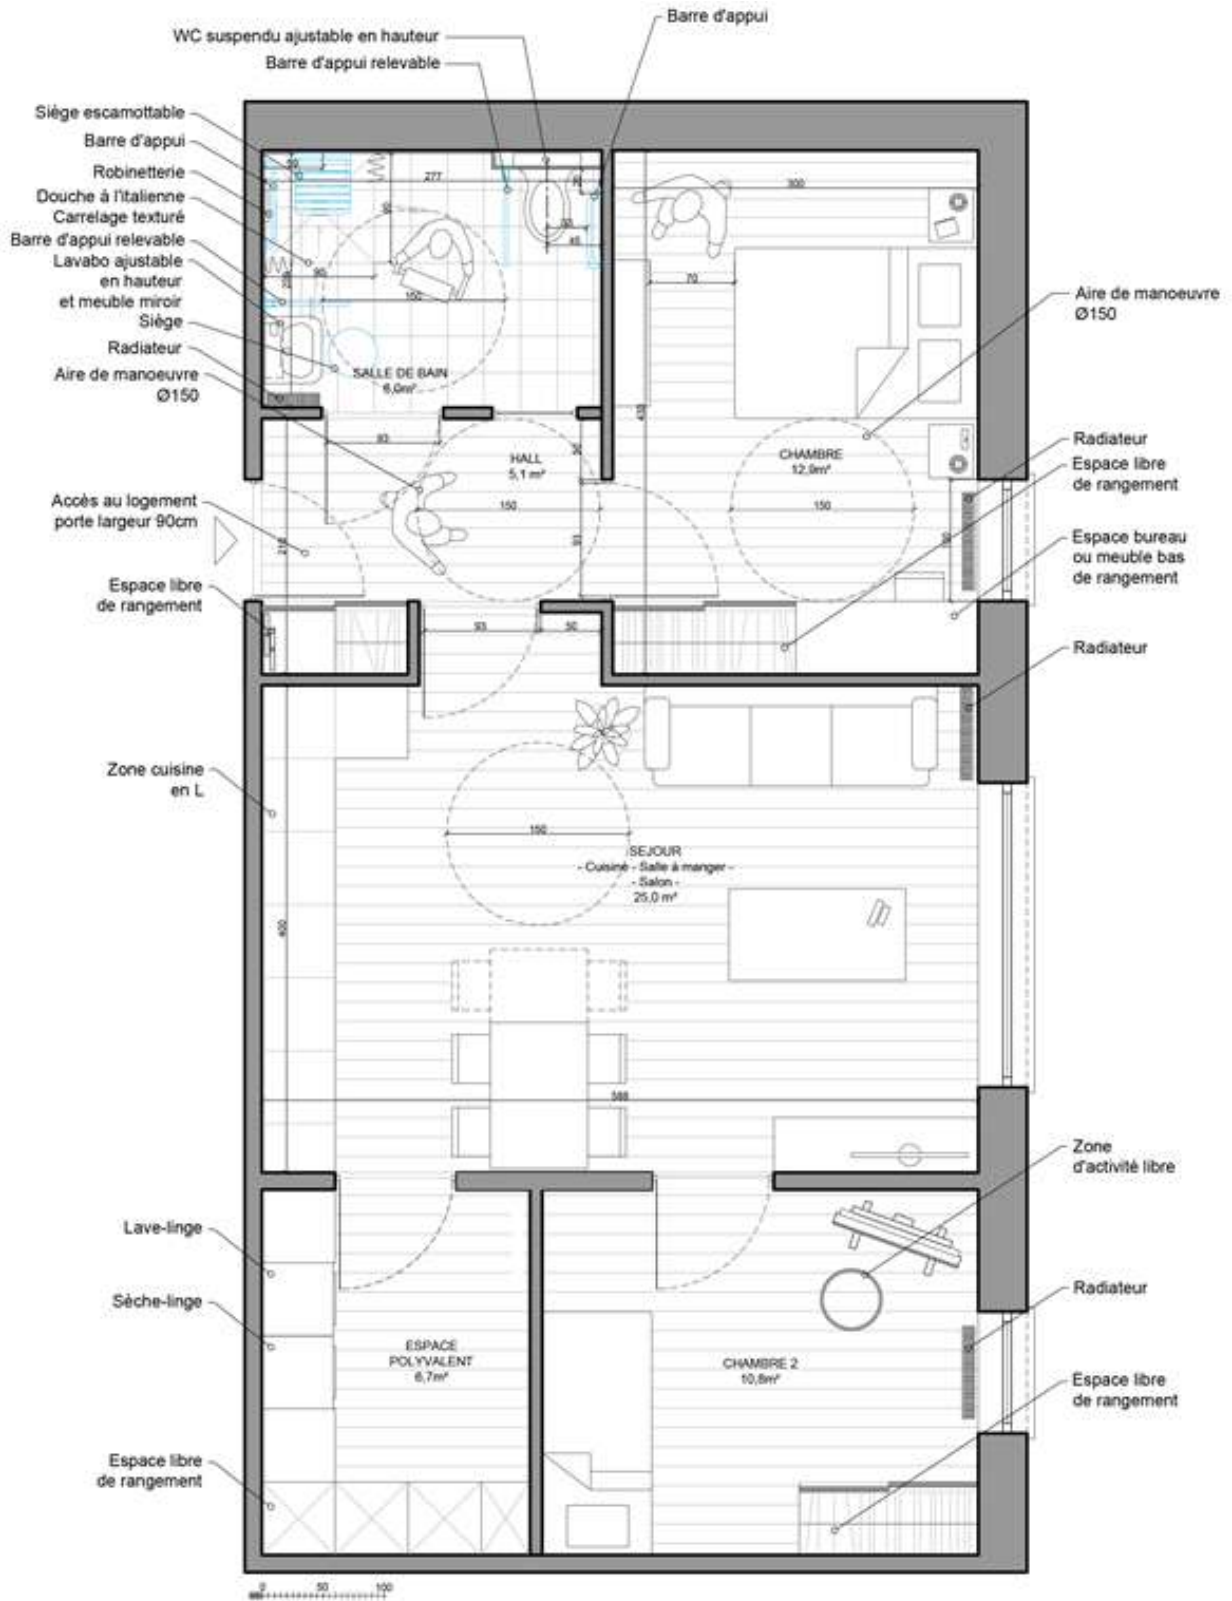 Barre d'appui
WC suspendu ajustable en hauteur
Barre d'appui relevable
Siège escamottable
Barre d'appui
Robinetterie
Douche à l'italienne
Carrelage texturé
Barre d'appui relevable
Lavabo ajustable
en hauteur
et meuble miroir
Siège
Radiateur
Aire de manoeuvre
Ø150
277
90
150
SALLE DE BAIN
6,0m²
300
70
Aire de manoeuvre
Ø150
CHAMBRE
12,9m²
150
Radiateur
Espace libre
de rangement
Espace bureau
ou meuble bas
de rangement
Radiateur
93
HALL
5,1 m²
150
93
Accès au logement
porte largeur 90cm
Espace libre
de rangement
93
50
Zone cuisine
en L
150
SEJOUR
- Cuisine - Salle à manger -
- Salon -
25,0 m²
400
588
Zone
d'activité libre
Lave-linge
Sèche-linge
ESPACE
POLYVALENT
6,7m²
CHAMBRE 2
10,8m²
Radiateur
Espace libre
de rangement
Espace libre
de rangement
0 50 100